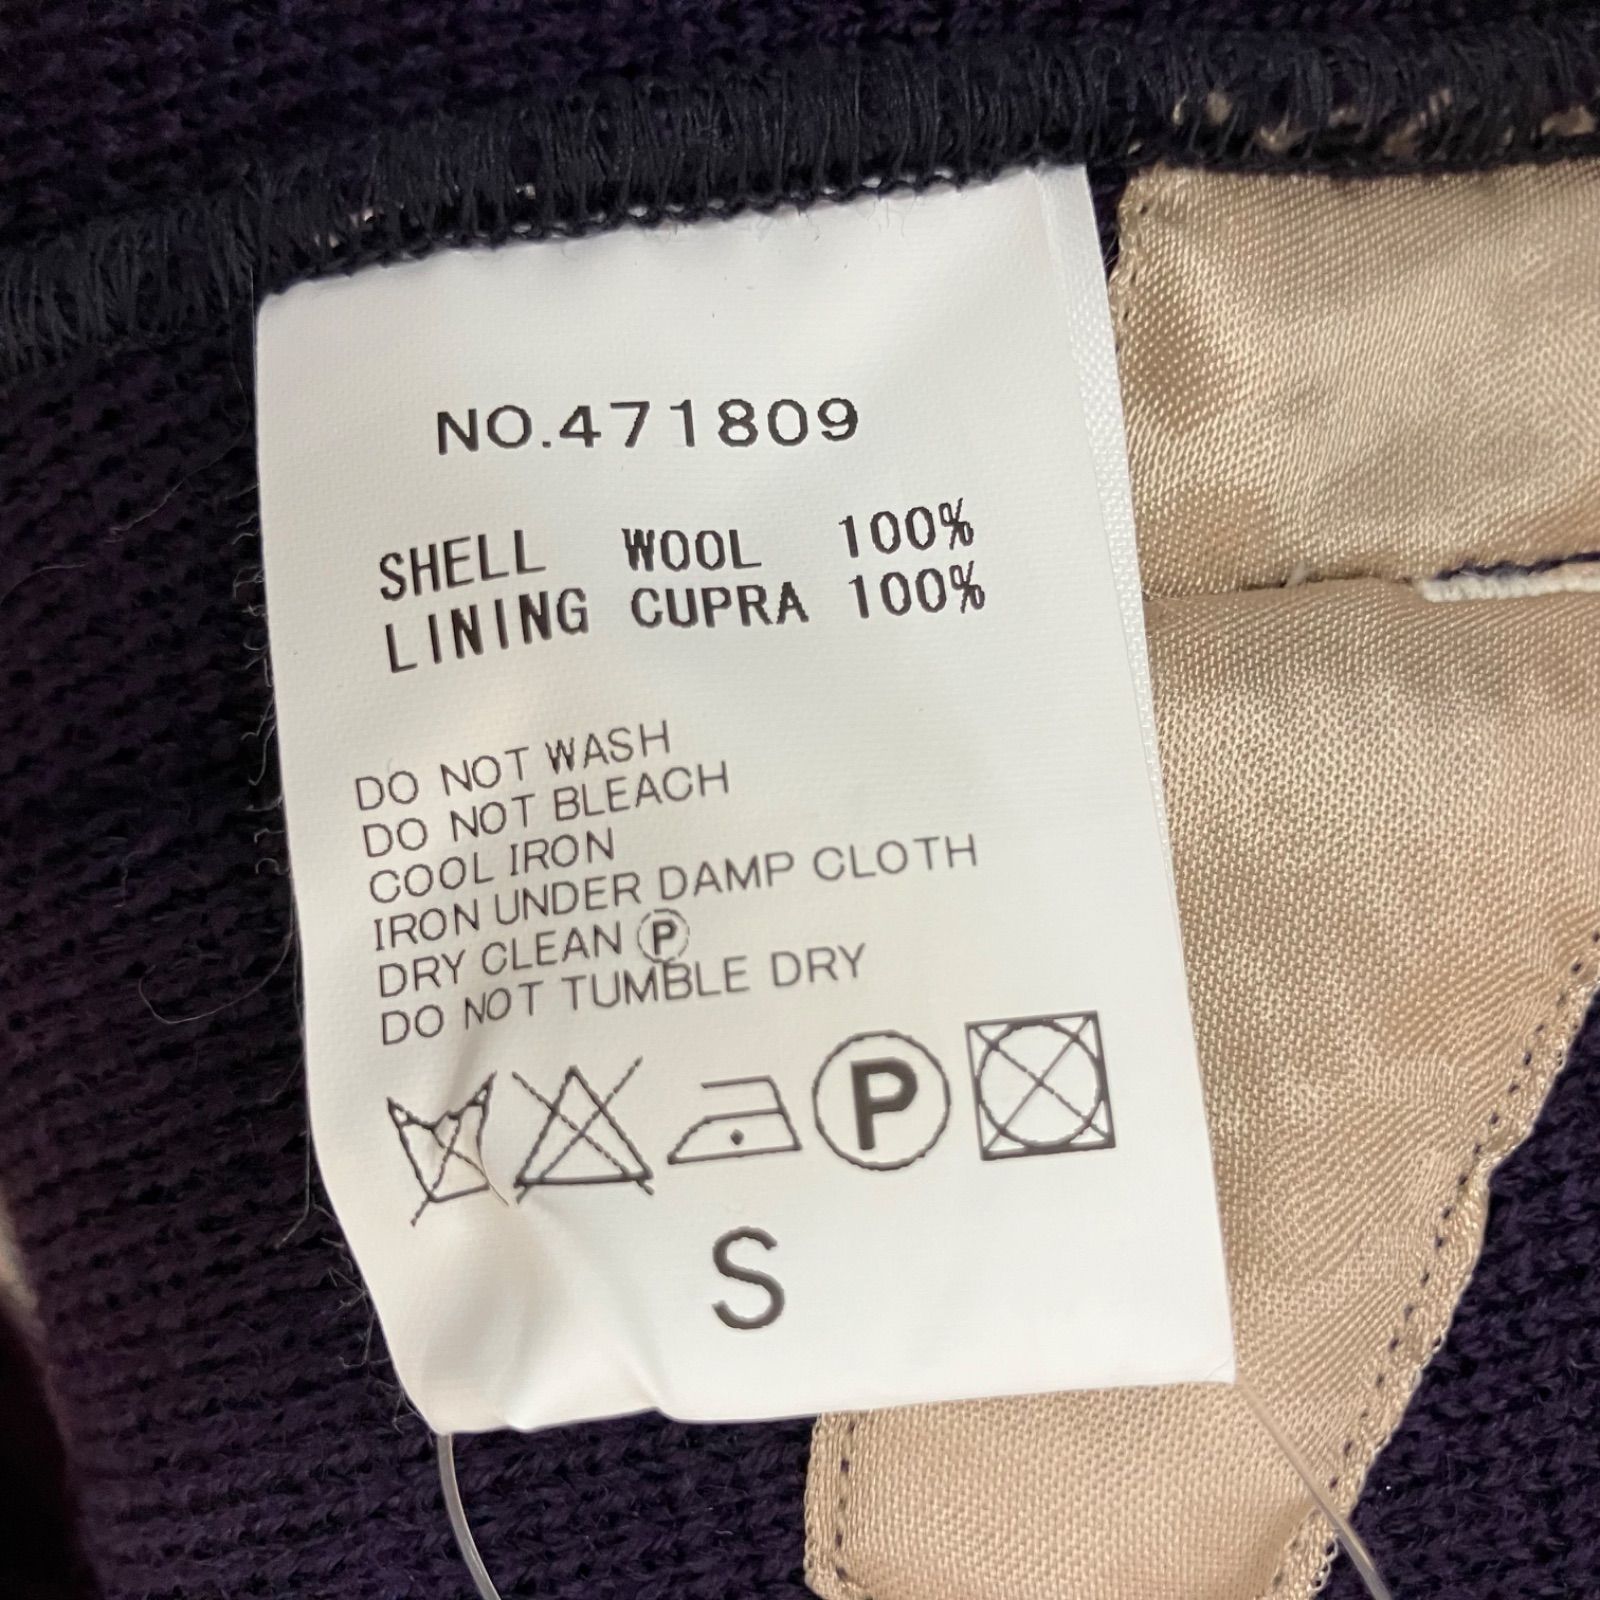 NO.471809
SHELL WOOL 100%
LINING CUPRA 100%
DO NOT WASH
DO NOT BLEACH
COOL IRON
IRON UNDER DAMP CLOTH
DRY CLEAN Ⓟ
DO NOT TUMBLE DRY
P
S